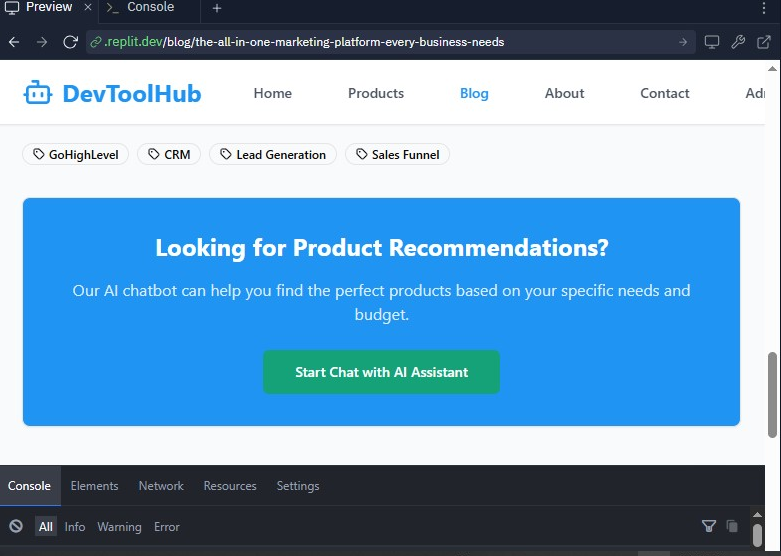 Preview × >_ Console +
.replit.dev/blog/the-all-in-one-marketing-platform-every-business-needs
DevToolHub Home Products Blog About Contact Adm
GoHighLevel CRM Lead Generation Sales Funnel
Looking for Product Recommendations?
Our AI chatbot can help you find the perfect products based on your specific needs and
budget.
Start Chat with AI Assistant
Console Elements Network Resources Settings
All Info Warning Error